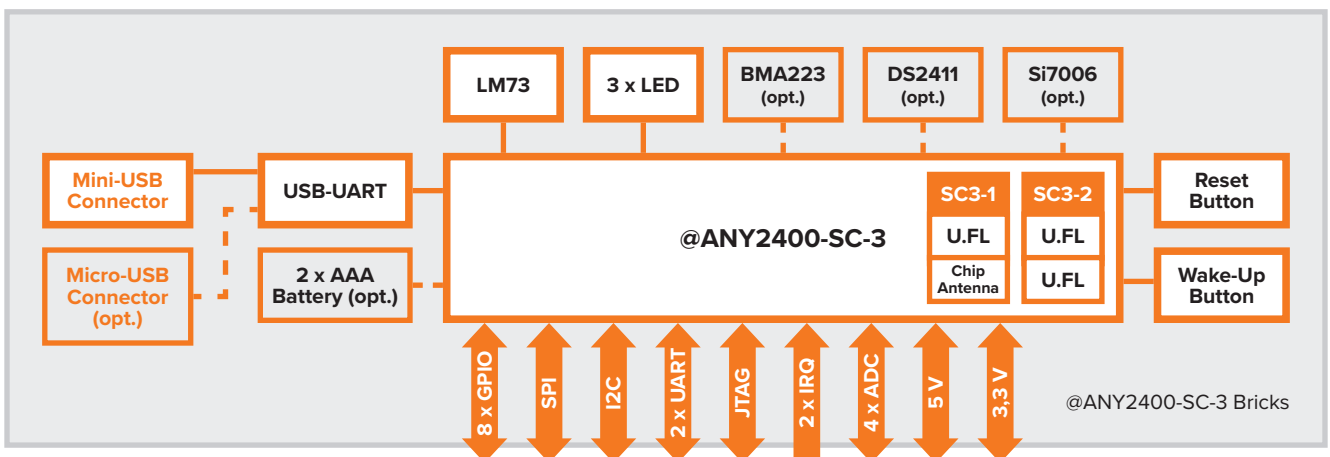 LM73
3 x LED
BMA223
(opt.)
DS2411
(opt.)
Si7006
(opt.)
Mini-USB
Connector
USB-UART
Micro-USB
Connector
(opt.)
2 x AAA
Battery (opt.)
@ANY2400-SC-3
SC3-1
U.FL
Chip
Antenna
SC3-2
U.FL
U.FL
Reset
Button
Wake-Up
Button
8 x GPIO
SPI
I2C
2 x UART
JTAG
2 x IRQ
4 x ADC
5 V
3,3 V
@ANY2400-SC-3 Bricks